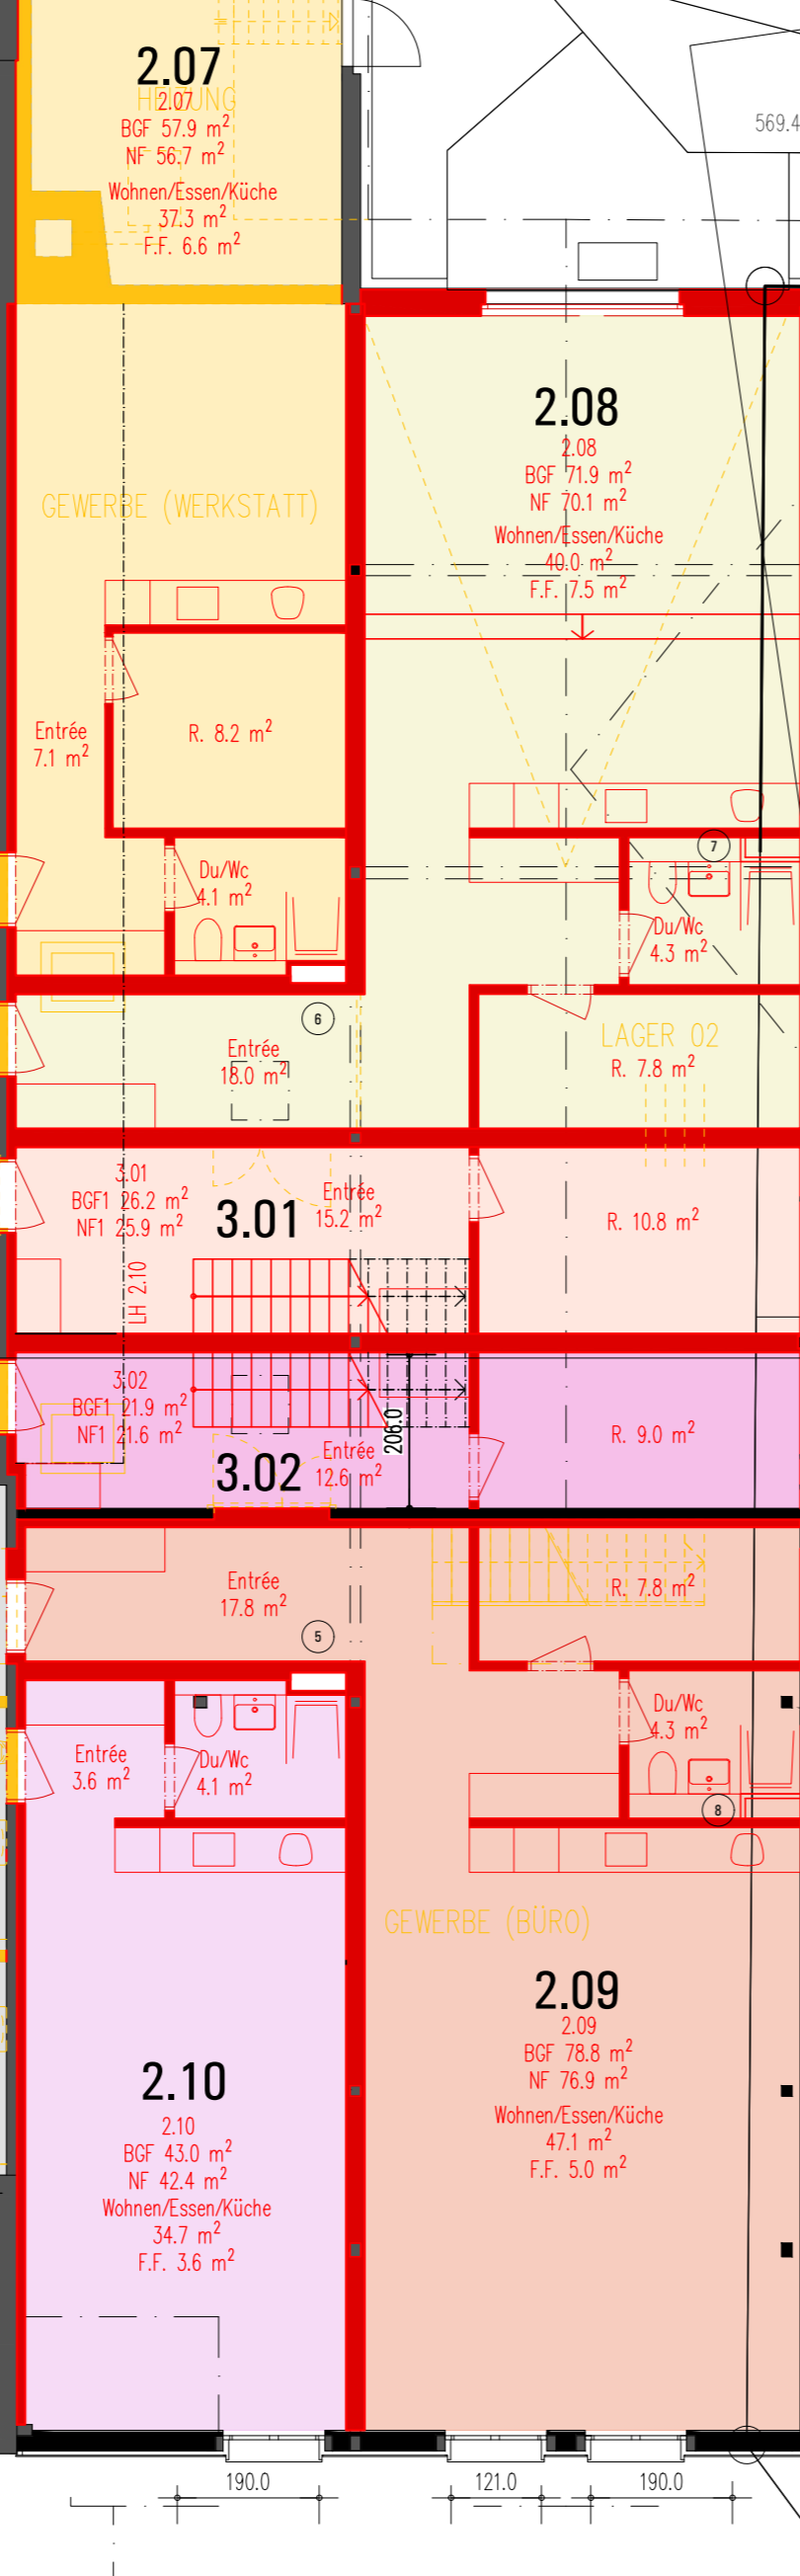 2.07
HEIZUNG
2.07
BGF 57.9 m²
NF 56.7 m²
Wohnen/Essen/Küche
37.3 m²
F.F. 6.6 m²
569.4
2.08
2.08
BGF 71.9 m²
NF 70.1 m²
Wohnen/Essen/Küche
40.0 m²
F.F. 7.5 m²
GEWERBE (WERKSTATT)
Entrée
7.1 m²
R. 8.2 m²
Du/Wc
4.1 m²
7
Du/Wc
4.3 m²
6
Entrée
18.0 m²
LAGER 02
R. 7.8 m²
3.01
BGF1 26.2 m²
NF1 25.9 m²
3.01
Entrée
15.2 m²
R. 10.8 m²
LH 2.10
3.02
BGF1 21.9 m²
NF1 21.6 m²
3.02
Entrée
12.6 m²
206.0
R. 9.0 m²
Entrée
17.8 m²
5
R. 7.8 m²
Entrée
3.6 m²
Du/Wc
4.1 m²
Du/Wc
4.3 m²
8
GEWERBE (BÜRO)
2.09
2.09
BGF 78.8 m²
NF 76.9 m²
Wohnen/Essen/Küche
47.1 m²
F.F. 5.0 m²
2.10
2.10
BGF 43.0 m²
NF 42.4 m²
Wohnen/Essen/Küche
34.7 m²
F.F. 3.6 m²
190.0
121.0
190.0